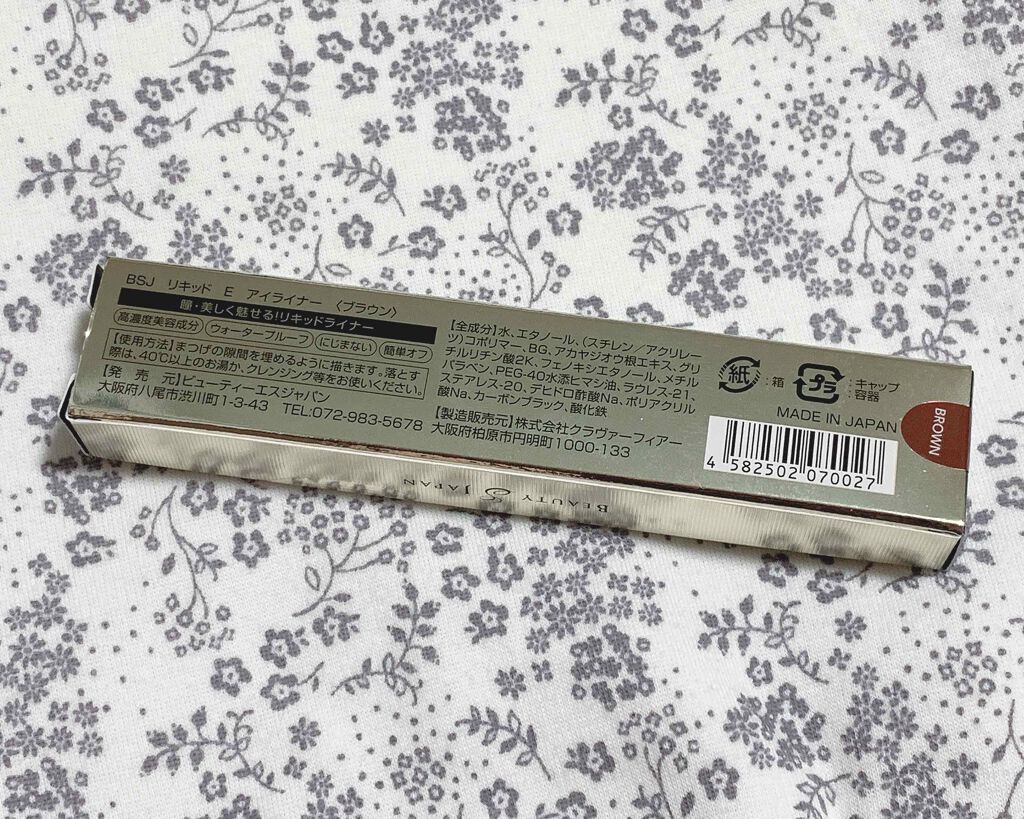 BSJ リキッド E アイライナー 〈ブラウン〉
瞳・美しく魅せる!リキッドライナー
高濃度美容成分 ウォータープルーフ にじまない 簡単オフ
【使用方法】まつげの隙間を埋めるように描きます。落とす
際は、40℃以上のお湯か、クレンジング等をお使いください。
【発 売 元】ビューティーエスジャパン
大阪府八尾市渋川町1-3-43 TEL:072-983-5678
【全成分】水、エタノール、(スチレン/アクリレー
ツ)コポリマー、BG、アカヤジオウ根エキス、グリ
チルリチン酸2K、フェノキシエタノール、メチル
パラベン、PEG-40水添ヒマシ油、ラウレス-21、
ステアレス-20、デヒドロ酢酸Na、ポリアクリル
酸Na、カーボンブラック、酸化鉄
【製造販売元】株式会社クラヴァーフィアー
大阪府柏原市円明町1000-133
紙 :箱
プラ :キャップ
:容器
MADE IN JAPAN
BROWN
4 582502 070027
BEAUTY S JAPAN